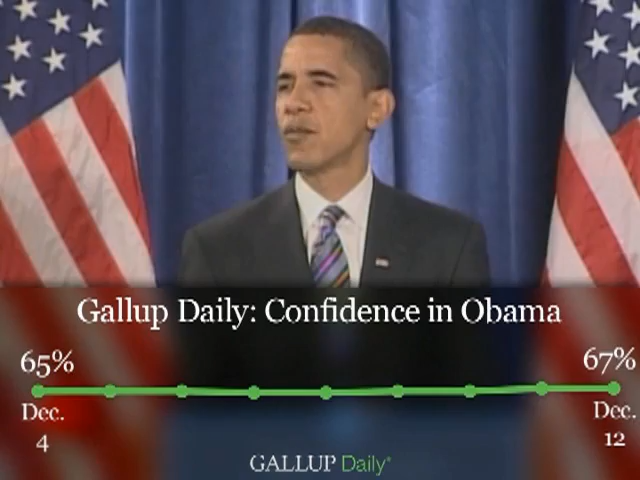 Gallup Daily: Confidence in Obama
65% 67%
Dec. Dec.
4 12
GALLUP Daily®